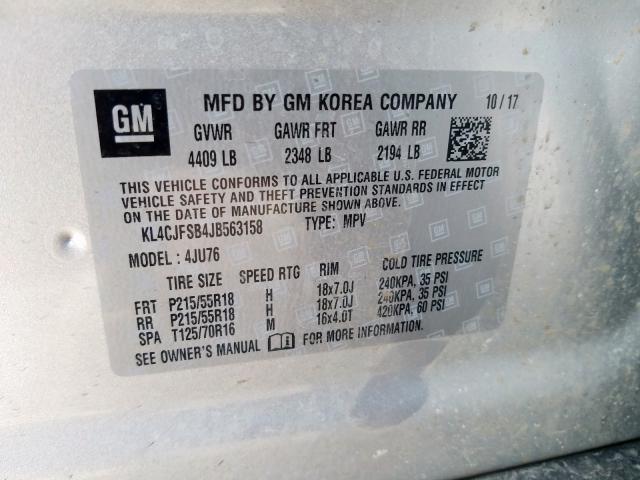 GM
MFD BY GM KOREA COMPANY 10/17
GVWR GAWR FRT GAWR RR
4409 LB 2348 LB 2194 LB
THIS VEHICLE CONFORMS TO ALL APPLICABLE U.S. FEDERAL MOTOR
VEHICLE SAFETY AND THEFT PREVENTION STANDARDS IN EFFECT
ON THE DATE OF MANUFACTURE SHOWN ABOVE.
KL4CJFSB4JB563158 TYPE: MPV
MODEL : 4JU76
TIRE SIZE SPEED RTG RIM COLD TIRE PRESSURE
FRT P215/55R18 H 18x7.0J 240KPA, 35 PSI
RR P215/55R18 H 18x7.0J 240KPA, 35 PSI
SPA T125/70R16 M 16x4.0T 420KPA, 60 PSI
SEE OWNER'S MANUAL FOR MORE INFORMATION.